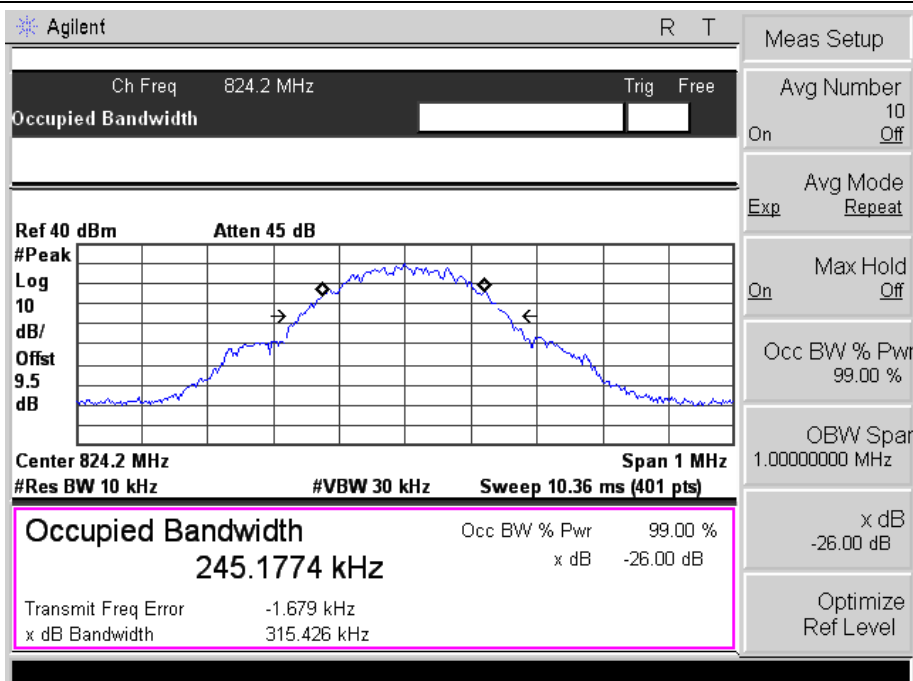 Agilent R T
Ch Freq 824.2 MHz Trig Free
Occupied Bandwidth
Ref 40 dBm Atten 45 dB
#Peak
Log
10
dB/
Offst
9.5
dB
Center 824.2 MHz Span 1 MHz
#Res BW 10 kHz #VBW 30 kHz Sweep 10.36 ms (401 pts)
Occupied Bandwidth Occ BW % Pwr 99.00 %
245.1774 kHz x dB -26.00 dB
Transmit Freq Error -1.679 kHz
x dB Bandwidth 315.426 kHz
Meas Setup
Avg Number
10
On Off
Avg Mode
Exp Repeat
Max Hold
On Off
Occ BW % Pwr
99.00 %
OBW Span
1.00000000 MHz
x dB
-26.00 dB
Optimize
Ref Level